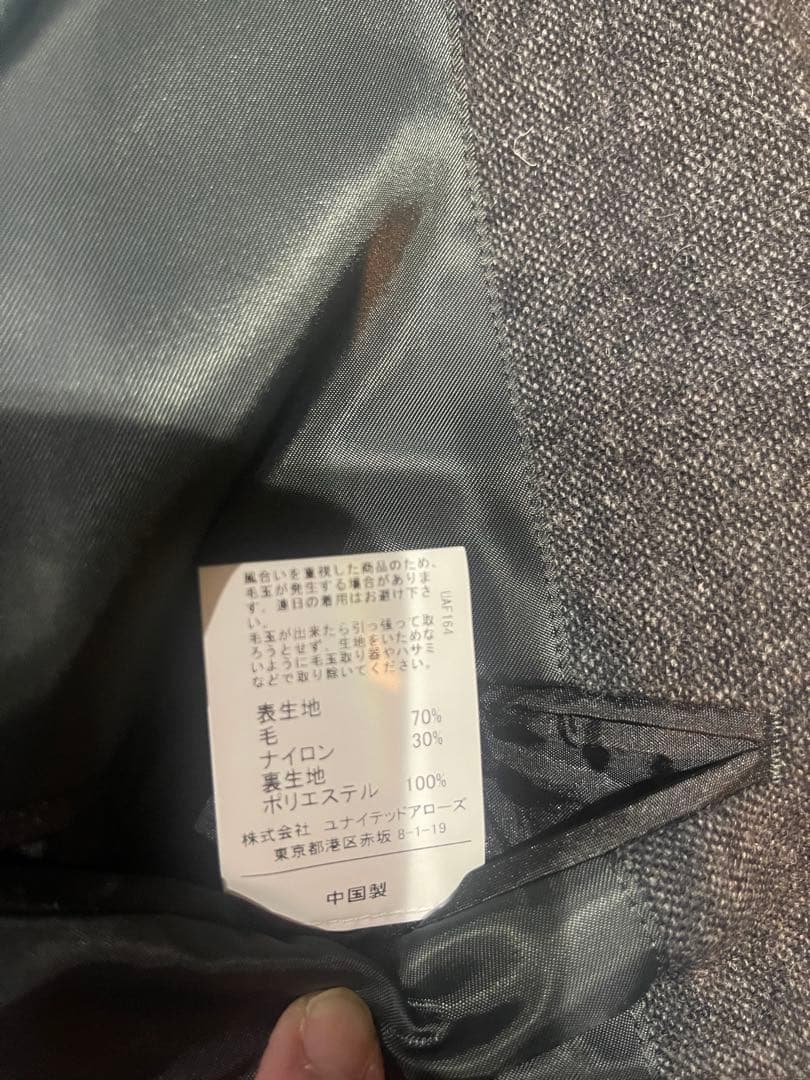 風合いを重視した商品のため、
毛玉が発生する場合がありま
す。連日の着用はお避け下さ
い。
毛玉が出来たら引っ張って取
ろうとせず、生地をいためな
いように毛玉取り器やハサミ
などで取り除いてください。
UAF164
表生地
毛 70%
ナイロン 30%
裏生地
ポリエステル 100%
株式会社 ユナイテッドアローズ
東京都港区赤坂 8-1-19
中国製